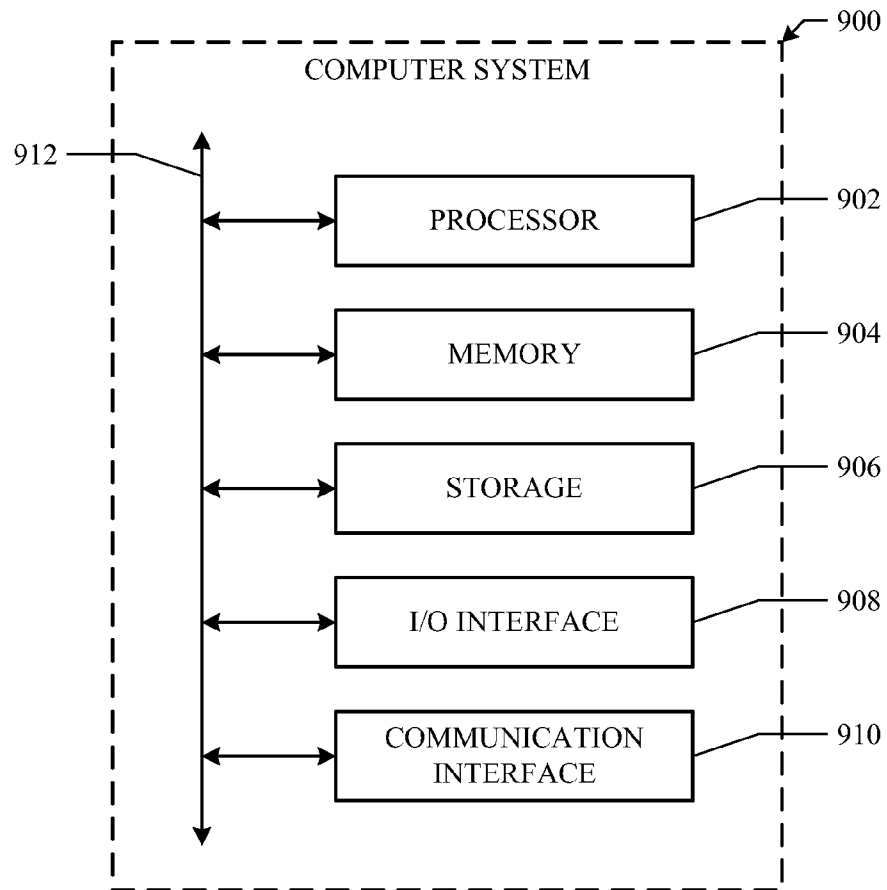 900
COMPUTER SYSTEM
912
PROCESSOR
902
MEMORY
904
STORAGE
906
I/O INTERFACE
908
COMMUNICATION
INTERFACE
910